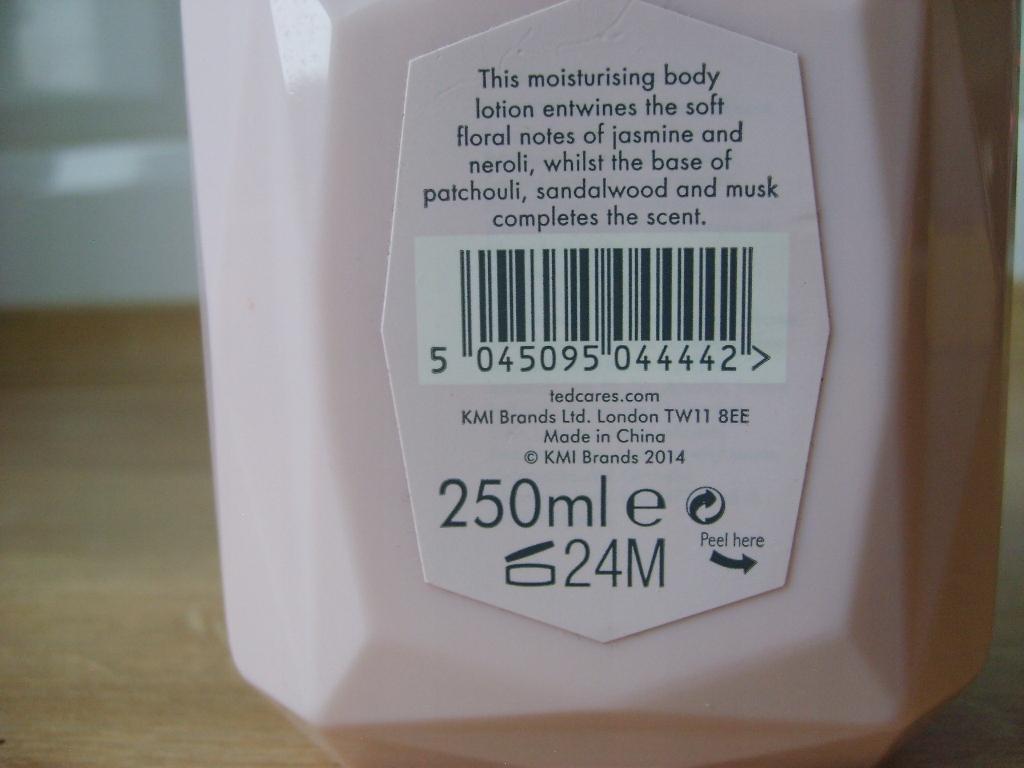 This moisturising body
lotion entwines the soft
floral notes of jasmine and
neroli, whilst the base of
patchouli, sandalwood and musk
completes the scent.
5 045095 044442 >
tedcares.com
KMI Brands Ltd. London TW11 8EE
Made in China
© KMI Brands 2014
250ml e
Peel here
24M